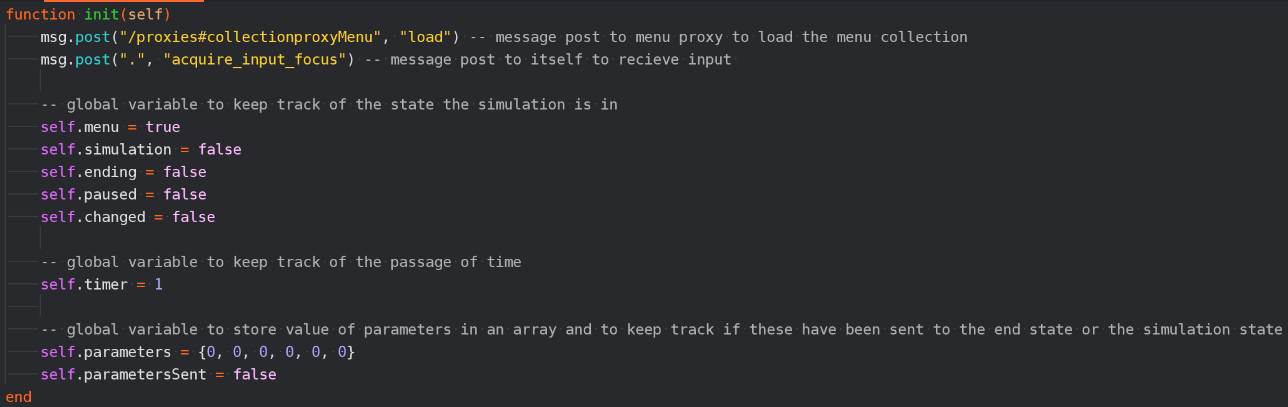 function init(self)
msg.post("/proxies#collectionproxyMenu", "load") -- message post to menu proxy to load the menu collection
msg.post(".", "acquire_input_focus") -- message post to itself to recieve input
-- global variable to keep track of the state the simulation is in
self.menu = true
self.simulation = false
self.ending = false
self.paused = false
self.changed = false
-- global variable to keep track of the passage of time
self.timer = 1
-- global variable to store value of parameters in an array and to keep track if these have been sent to the end state or the simulation state
self.parameters = {0, 0, 0, 0, 0, 0}
self.parametersSent = false
end